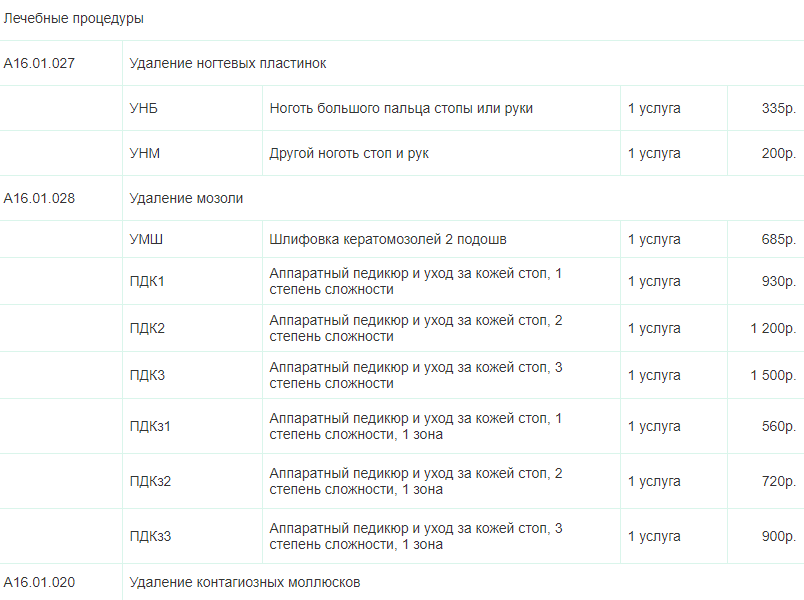 Лечебные процедуры
A16.01.027 Удаление ногтевых пластинок
УНБ Ноготь большого пальца стопы или руки 1 услуга 335р.
УНМ Другой ноготь стоп и рук 1 услуга 200р.
A16.01.028 Удаление мозоли
УМШ Шлифовка кератомозолей 2 подошв 1 услуга 685р.
ПДК1 Аппаратный педикюр и уход за кожей стоп, 1 1 услуга 930р.
степень сложности
ПДК2 Аппаратный педикюр и уход за кожей стоп, 2 1 услуга 1 200р.
степень сложности
ПДК3 Аппаратный педикюр и уход за кожей стоп, 3 1 услуга 1 500р.
степень сложности
ПДКз1 Аппаратный педикюр и уход за кожей стоп, 1 1 услуга 560р.
степень сложности, 1 зона
ПДКз2 Аппаратный педикюр и уход за кожей стоп, 2 1 услуга 720р.
степень сложности, 1 зона
ПДКз3 Аппаратный педикюр и уход за кожей стоп, 3 1 услуга 900р.
степень сложности, 1 зона
A16.01.020 Удаление контагиозных моллюсков